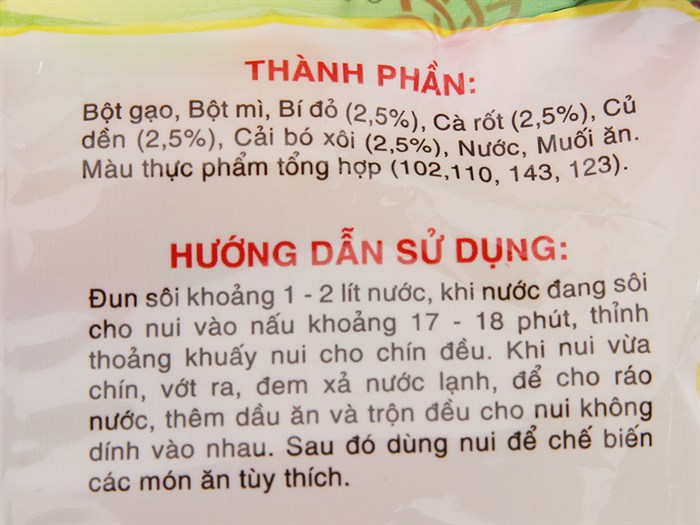 THÀNH PHẦN:
Bột gạo, Bột mì, Bí đỏ (2,5%), Cà rốt (2,5%), Củ
dền (2,5%), Cải bó xôi (2,5%), Nước, Muối ăn.
Màu thực phẩm tổng hợp (102,110, 143, 123).
HƯỚNG DẪN SỬ DỤNG:
Đun sôi khoảng 1 - 2 lít nước, khi nước đang sôi
cho nui vào nấu khoảng 17 - 18 phút, thỉnh
thoảng khuấy nui cho chín đều. Khi nui vừa
chín, vớt ra, đem xả nước lạnh, để cho ráo
nước, thêm dầu ăn và trộn đều cho nui không
dính vào nhau. Sau đó dùng nui để chế biến
các món ăn tùy thích.